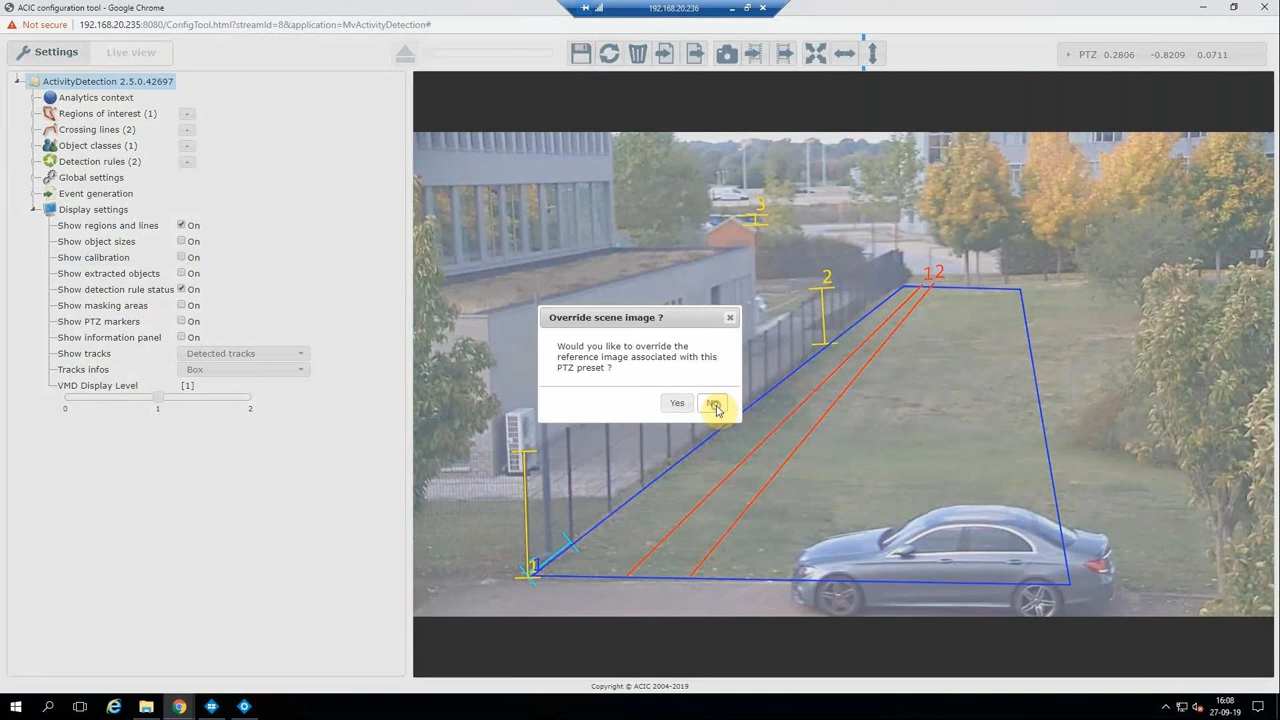 ACIC configuration tool - Google Chrome
192.168.20.236
Not secure
192.168.20.235:8080/ConfigTool.html?streamId=8&application=MvActivityDetection#
Settings
Live view
PTZ 0.2806 -0.8209 0.0711
ActivityDetection 2.5.0.42697
Analytics context
Regions of interest (1)
Crossing lines (2)
Object classes (1)
Detection rules (2)
Global settings
Event generation
Display settings
Show regions and lines On
Show object sizes On
Show calibration On
Show extracted objects On
Show detection rule status On
Show masking areas On
Show PTZ markers On
Show information panel On
Show tracks Detected tracks
Tracks infos Box
VMD Display Level [1]
0 1 2
3
2
1 2
1
Override scene image ?
Would you like to override the
reference image associated with this
PTZ preset ?
Yes No
Copyright © ACIC 2004-2019
16:08
27-09-19